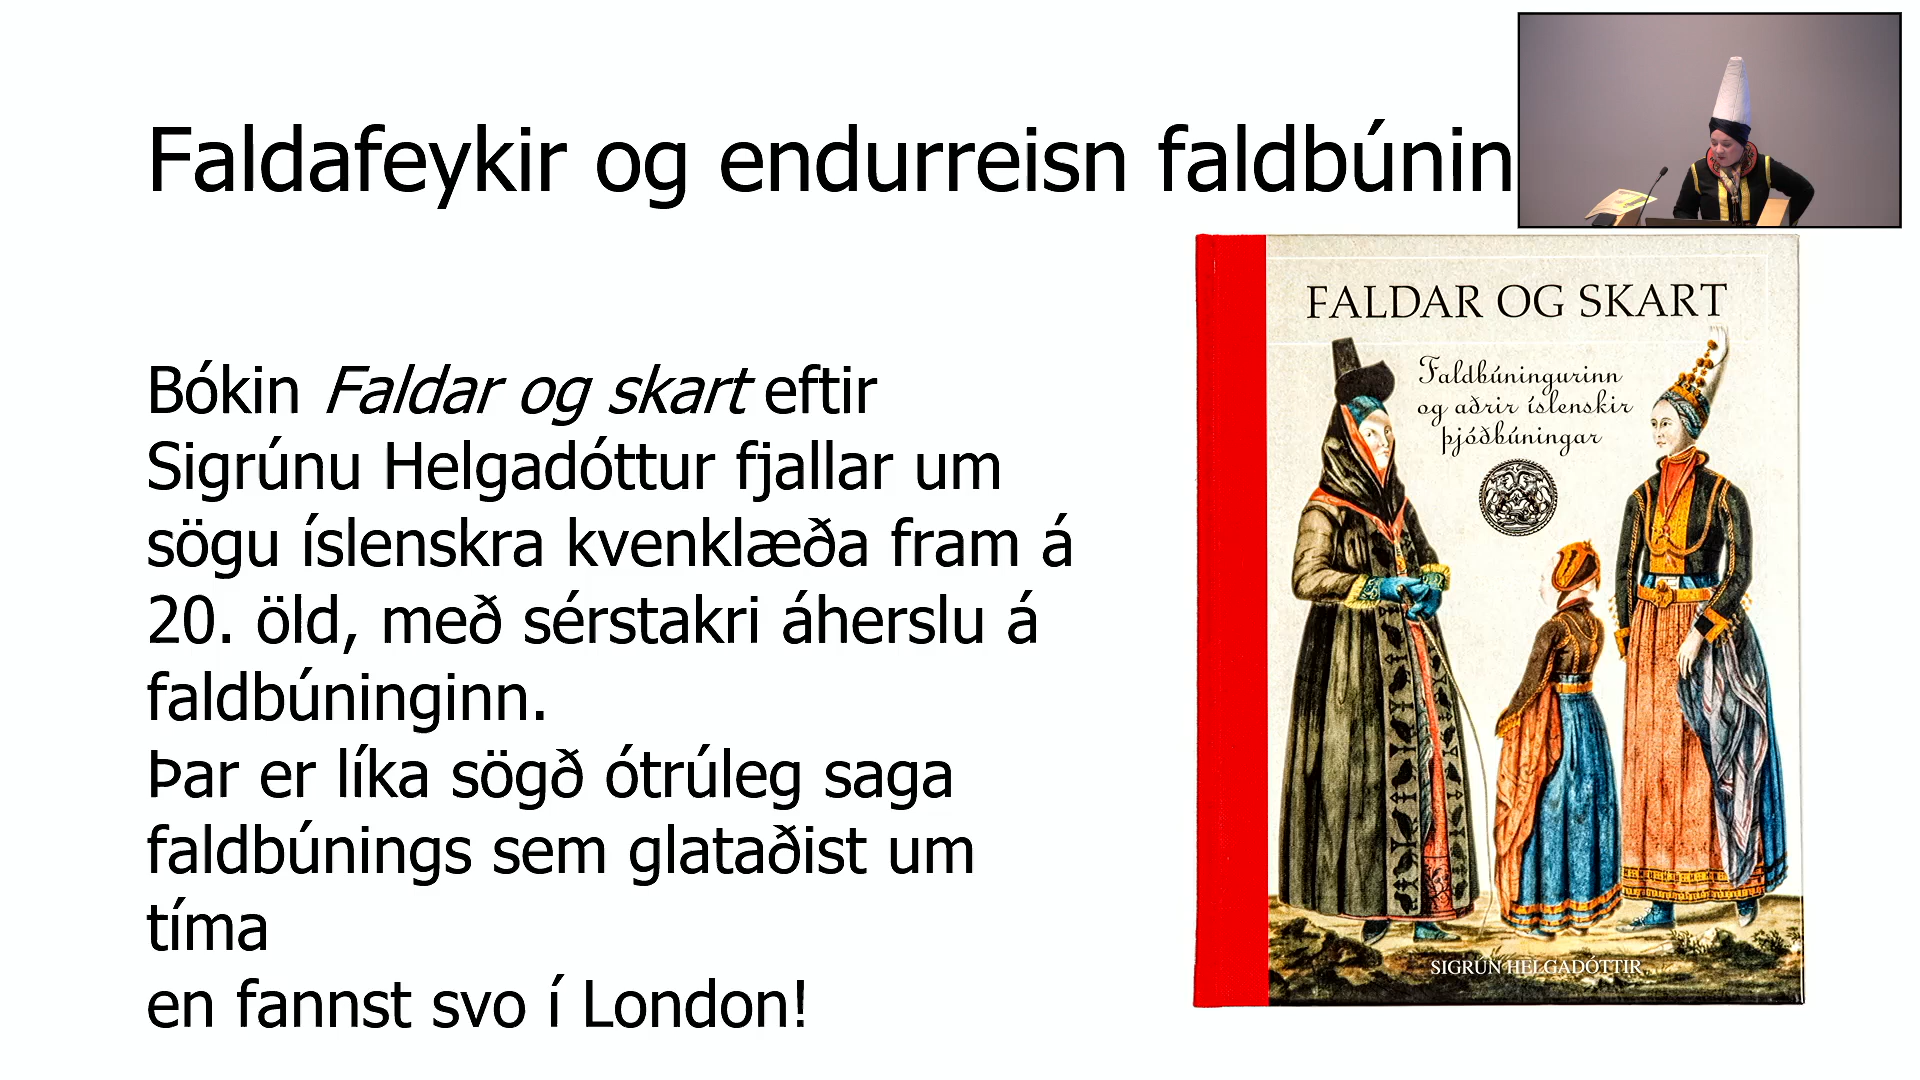 Faldafeykir og endurreisn faldbúnin
Bókin Faldar og skart eftir
Sigrúnu Helgadóttur fjallar um
sögu íslenskra kvenklæða fram á
20. öld, með sérstakri áherslu á
faldbúninginn.
Þar er líka sögð ótrúleg saga
faldbúnings sem glataðist um
tíma
en fannst svo í London!
FALDAR OG SKART
Faldbúningurinn
og aðrir íslenskir
þjóðbúningar
SIGRÚN HELGADÓTTIR